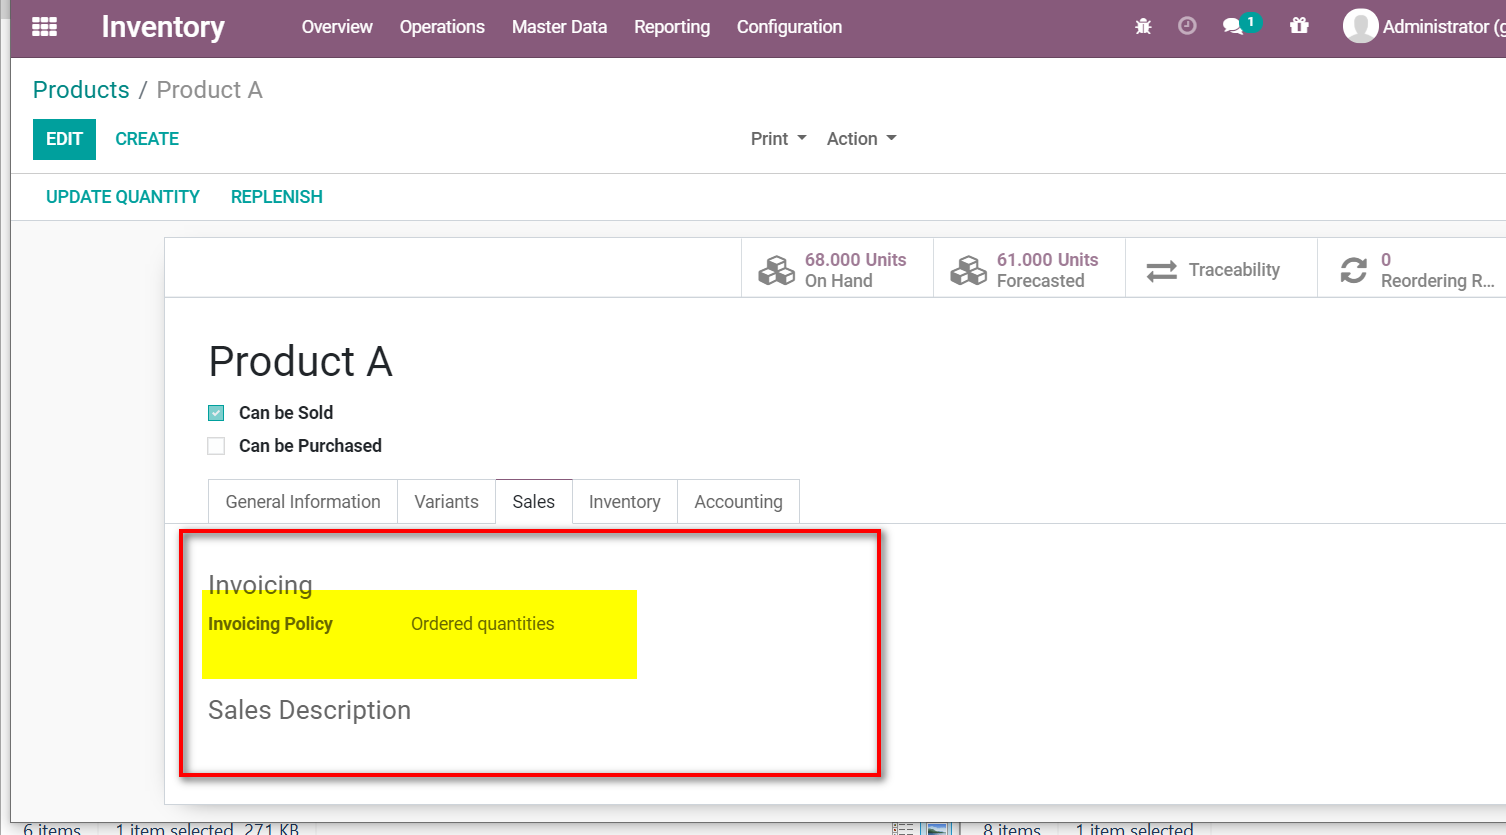 Inventory Overview Operations Master Data Reporting Configuration 1 Administrator (g
Products / Product A
EDIT CREATE Print Action
UPDATE QUANTITY REPLENISH
68.000 Units 61.000 Units Traceability 0
On Hand Forecasted Reordering R...
Product A
Can be Sold
Can be Purchased
General Information Variants Sales Inventory Accounting
Invoicing
Invoicing Policy Ordered quantities
Sales Description
6 items 1 item selected 271 KB 8 items 1 item selected